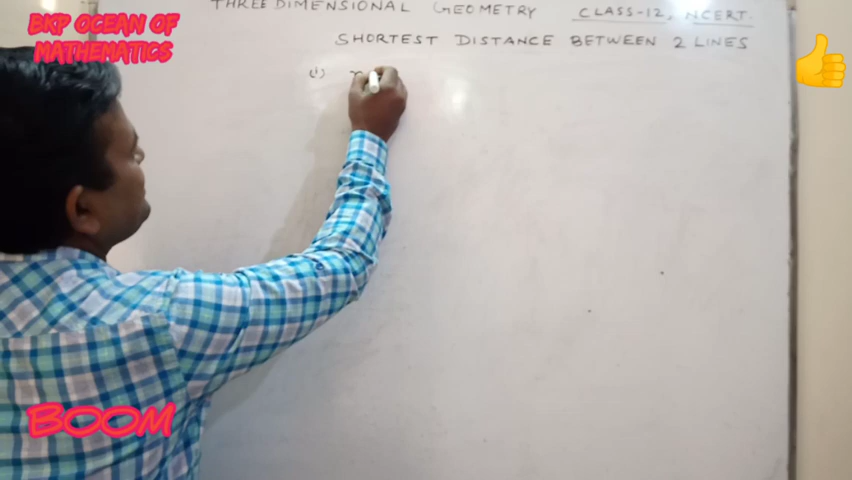 THREE DIMENSIONAL GEOMETRY CLASS-12, NCERT.
BKP OCEAN OF
MATHEMATICS
SHORTEST DISTANCE BETWEEN 2 LINES
(i)
BOOM